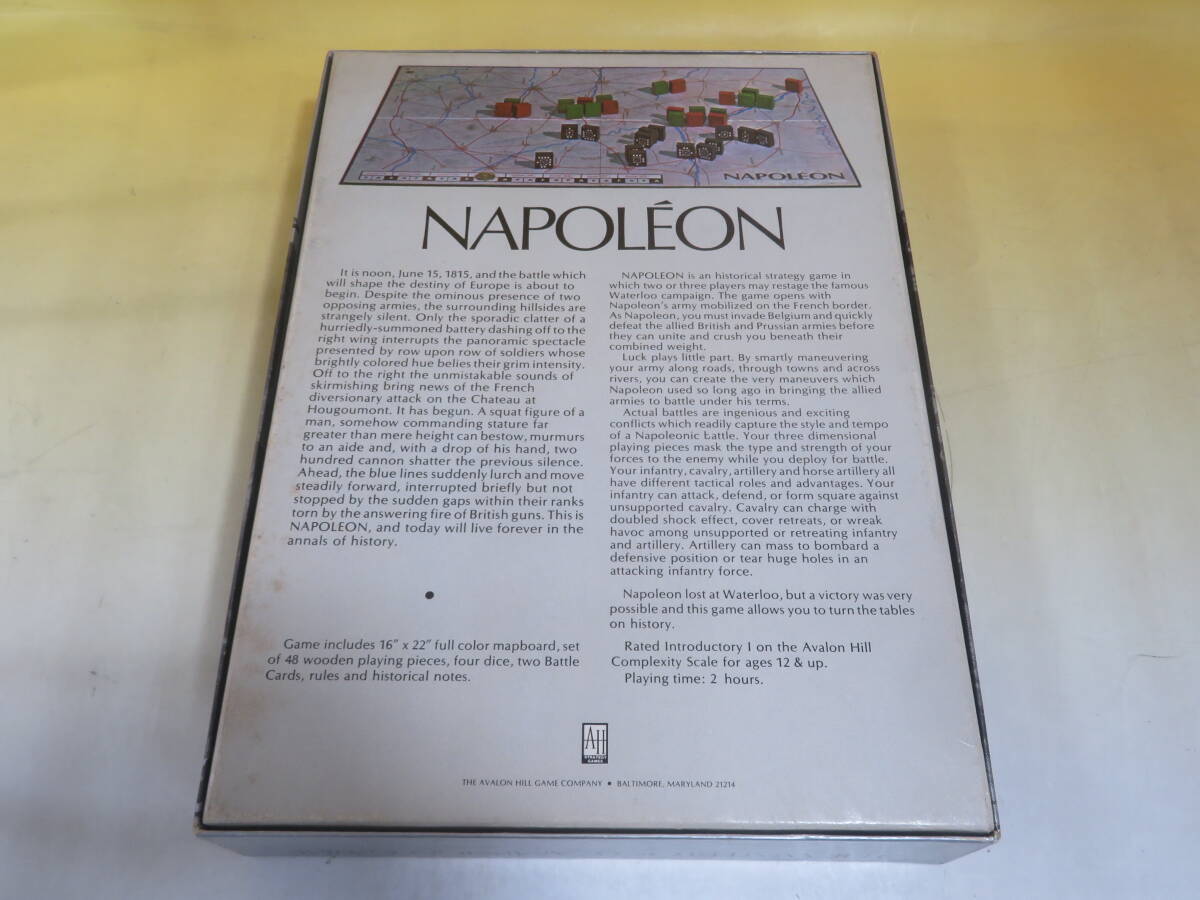 NAPOLÉON
NAPOLÉON
It is noon, June 15, 1815, and the battle which
will shape the destiny of Europe is about to
begin. Despite the ominous presence of two
opposing armies, the surrounding hillsides are
strangely silent. Only the sporadic clatter of a
hurriedly-summoned battery dashing off to the
right wing interrupts the panoramic spectacle
presented by row upon row of soldiers whose
brightly colored hue belies their grim intensity.
Off to the right the unmistakable sounds of
skirmishing bring news of the French
diversionary attack on the Chateau at
Hougoumont. It has begun. A squat figure of a
man, somehow commanding stature far
greater than mere height can bestow, murmurs
to an aide and, with a drop of his hand, two
hundred cannon shatter the previous silence.
Ahead, the blue lines suddenly lurch and move
steadily forward, interrupted briefly but not
stopped by the sudden gaps within their ranks
torn by the answering fire of British guns. This is
NAPOLEON, and today will live forever in the
annals of history.
•
Game includes 16" x 22" full color mapboard, set
of 48 wooden playing pieces, four dice, two Battle
Cards, rules and historical notes.
NAPOLEON is an historical strategy game in
which two or three players may restage the famous
Waterloo campaign. The game opens with
Napoleon's army mobilized on the French border.
As Napoleon, you must invade Belgium and quickly
defeat the allied British and Prussian armies before
they can unite and crush you beneath their
combined weight.
Luck plays little part. By smartly maneuvering
your army along roads, through towns and across
rivers, you can create the very maneuvers which
Napoleon used so long ago in bringing the allied
armies to battle under his terms.
Actual battles are ingenious and exciting
conflicts which readily capture the style and tempo
of a Napoleonic battle. Your three dimensional
playing pieces mask the type and strength of your
forces to the enemy while you deploy for battle.
Your infantry, cavalry, artillery and horse artillery all
have different tactical roles and advantages. Your
infantry can attack, defend, or form square against
unsupported cavalry. Cavalry can charge with
doubled shock effect, cover retreats, or wreak
havoc among unsupported or retreating infantry
and artillery. Artillery can mass to bombard a
defensive position or tear huge holes in an
attacking infantry force.
Napoleon lost at Waterloo, but a victory was very
possible and this game allows you to turn the tables
on history.
Rated Introductory I on the Avalon Hill
Complexity Scale for ages 12 & up.
Playing time: 2 hours.
AH
STRATEGY
GAMES
THE AVALON HILL GAME COMPANY • BALTIMORE, MARYLAND 21214